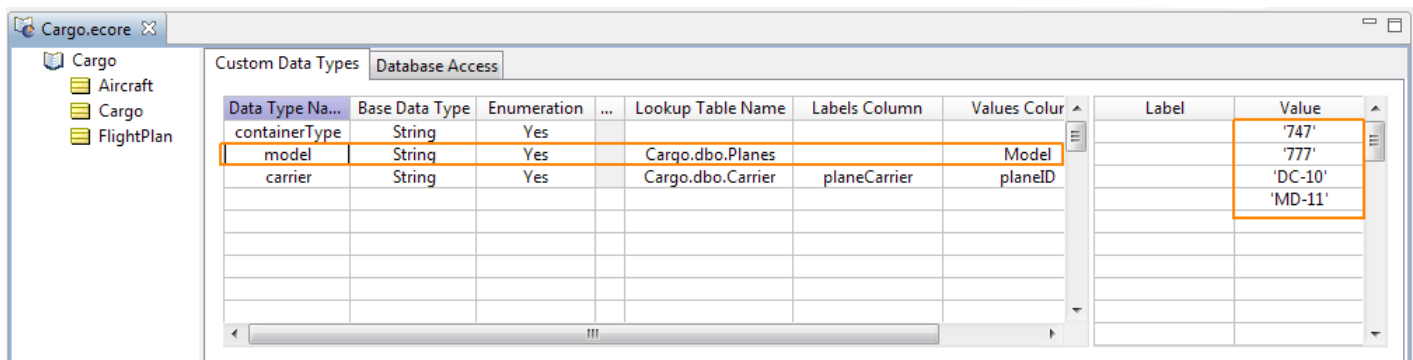 Cargo.ecore
Cargo
Aircraft
Cargo
FlightPlan
Custom Data Types Database Access
Data Type Na... Base Data Type Enumeration ... Lookup Table Name Labels Column Values Colur Label Value
containerType String Yes '747'
model String Yes Cargo.dbo.Planes Model '777'
carrier String Yes Cargo.dbo.Carrier planeCarrier planeID 'DC-10'
'MD-11'